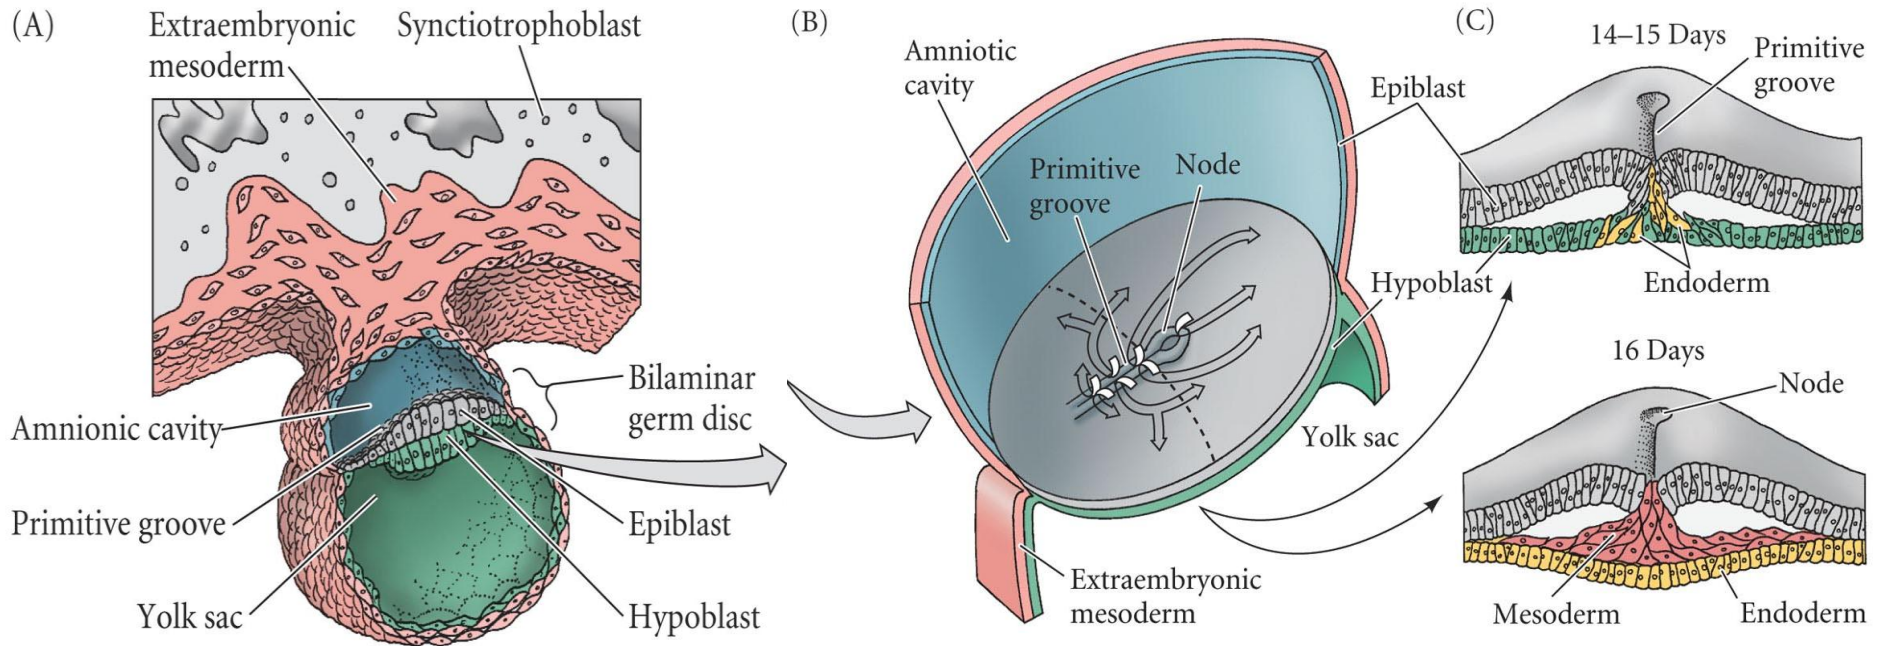 (A)
Extraembryonic
mesoderm
Synctiotrophoblast
Amnionic cavity
Primitive groove
Yolk sac
Bilaminar
germ disc
Epiblast
Hypoblast
(B)
Amniotic
cavity
Primitive
groove
Node
Epiblast
Hypoblast
Yolk sac
Extraembryonic
mesoderm
(C)
14–15 Days
Primitive
groove
Endoderm
16 Days
Node
Mesoderm
Endoderm